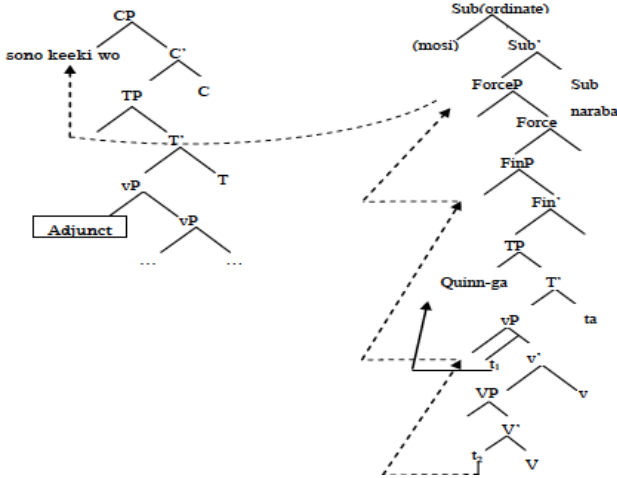 CP
sono keeki wo
C'
C
TP
T'
T
vP
Adjunct
vP
...
...
Sub(ordinate)
(mosi)
Sub'
ForceP
Sub
naraba
Force
FinP
Fin'
TP
Quinn-ga
T'
vP
ta
t₁
v'
VP
v
V'
t₂
V